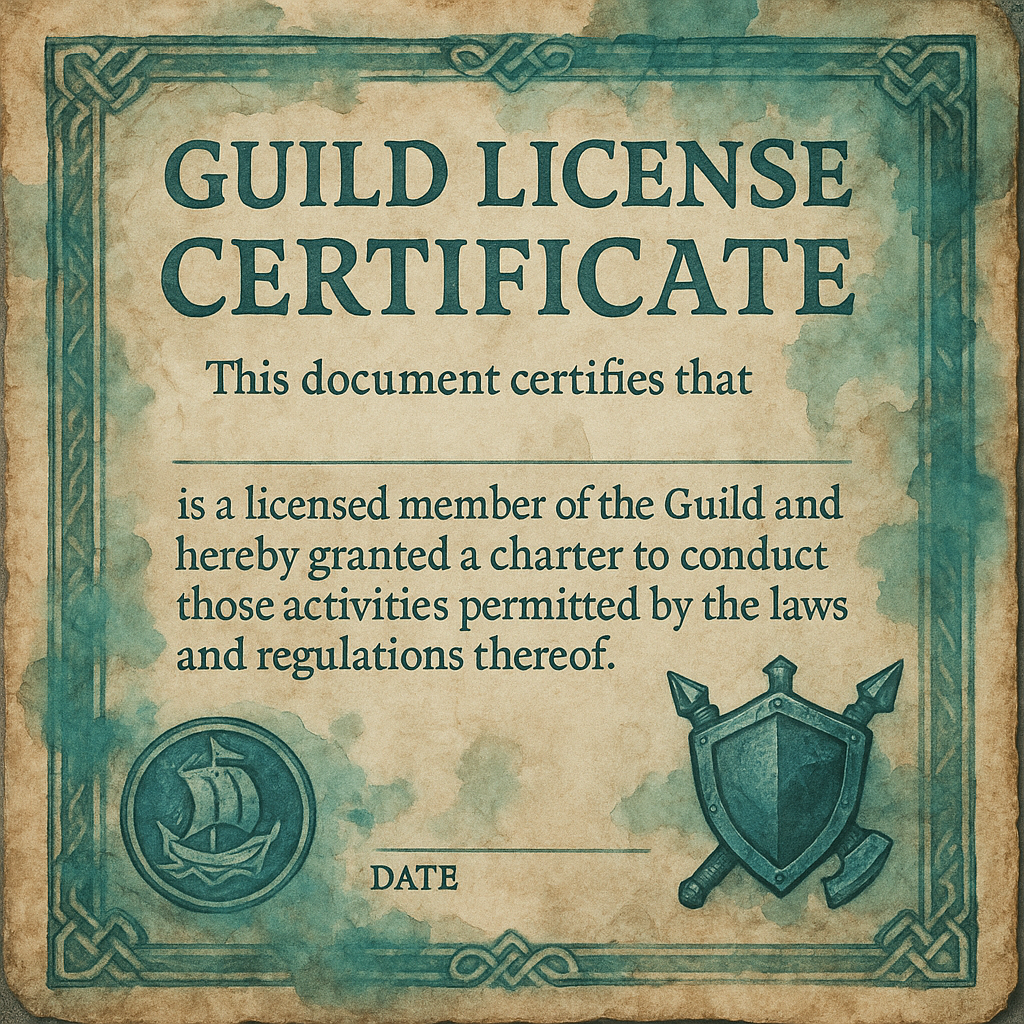 GUILD LICENSE
CERTIFICATE
This document certifies that
is a licensed member of the Guild and
hereby granted a charter to conduct
those activities permitted by the laws
and regulations thereof.
DATE